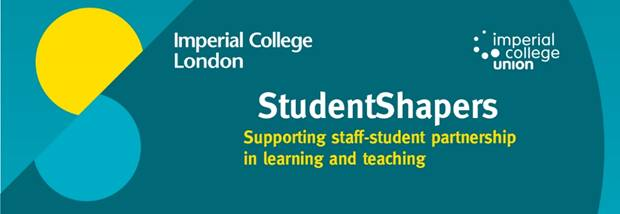 Imperial College
London
imperial
college
union
StudentShapers
Supporting staff-student partnership
in learning and teaching